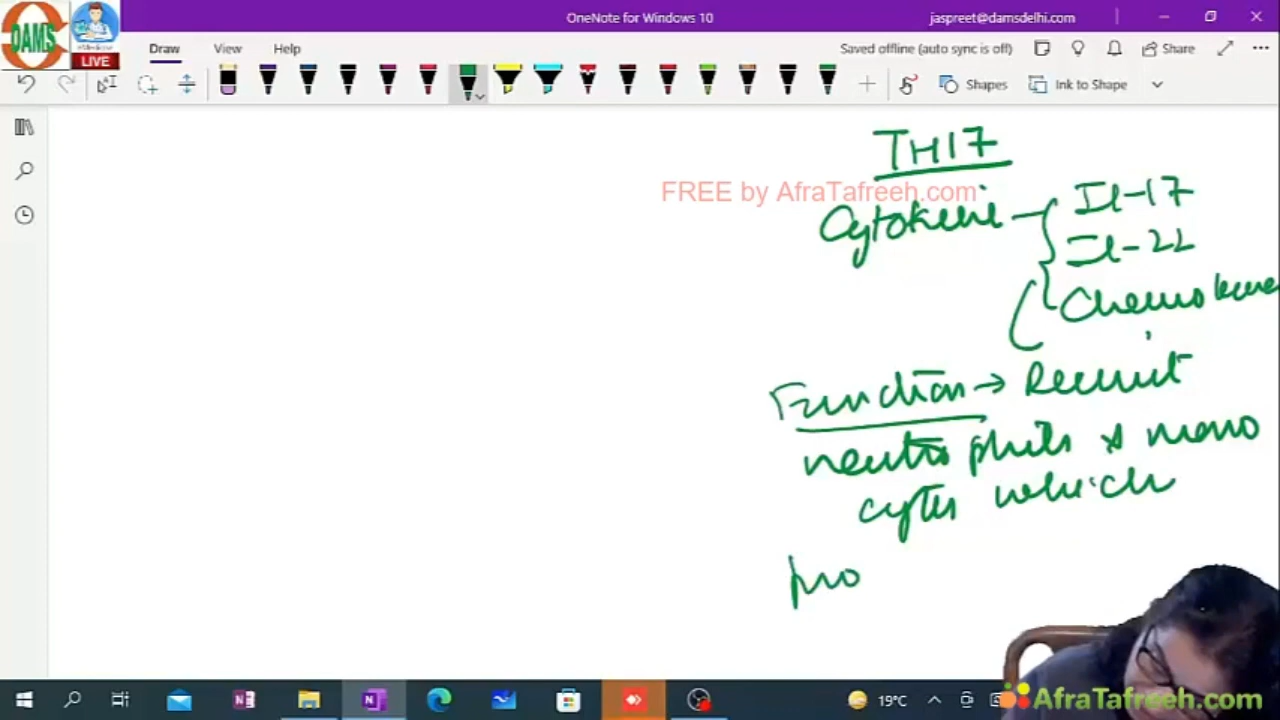 DAMS
eMedicoz
LIVE
OneNote for Windows 10
jaspreet@damsdelhi.com
Draw
View
Help
Saved offline (auto sync is off)
Share
Shapes
Ink to Shape
TH17
FREE by AfraTafreeh.com
Cytokine
Il-17
Il-22
Chemokine
Function → Recruit
neutrophils & mono
cytes which
pro
19°C
AfraTafreeh.com